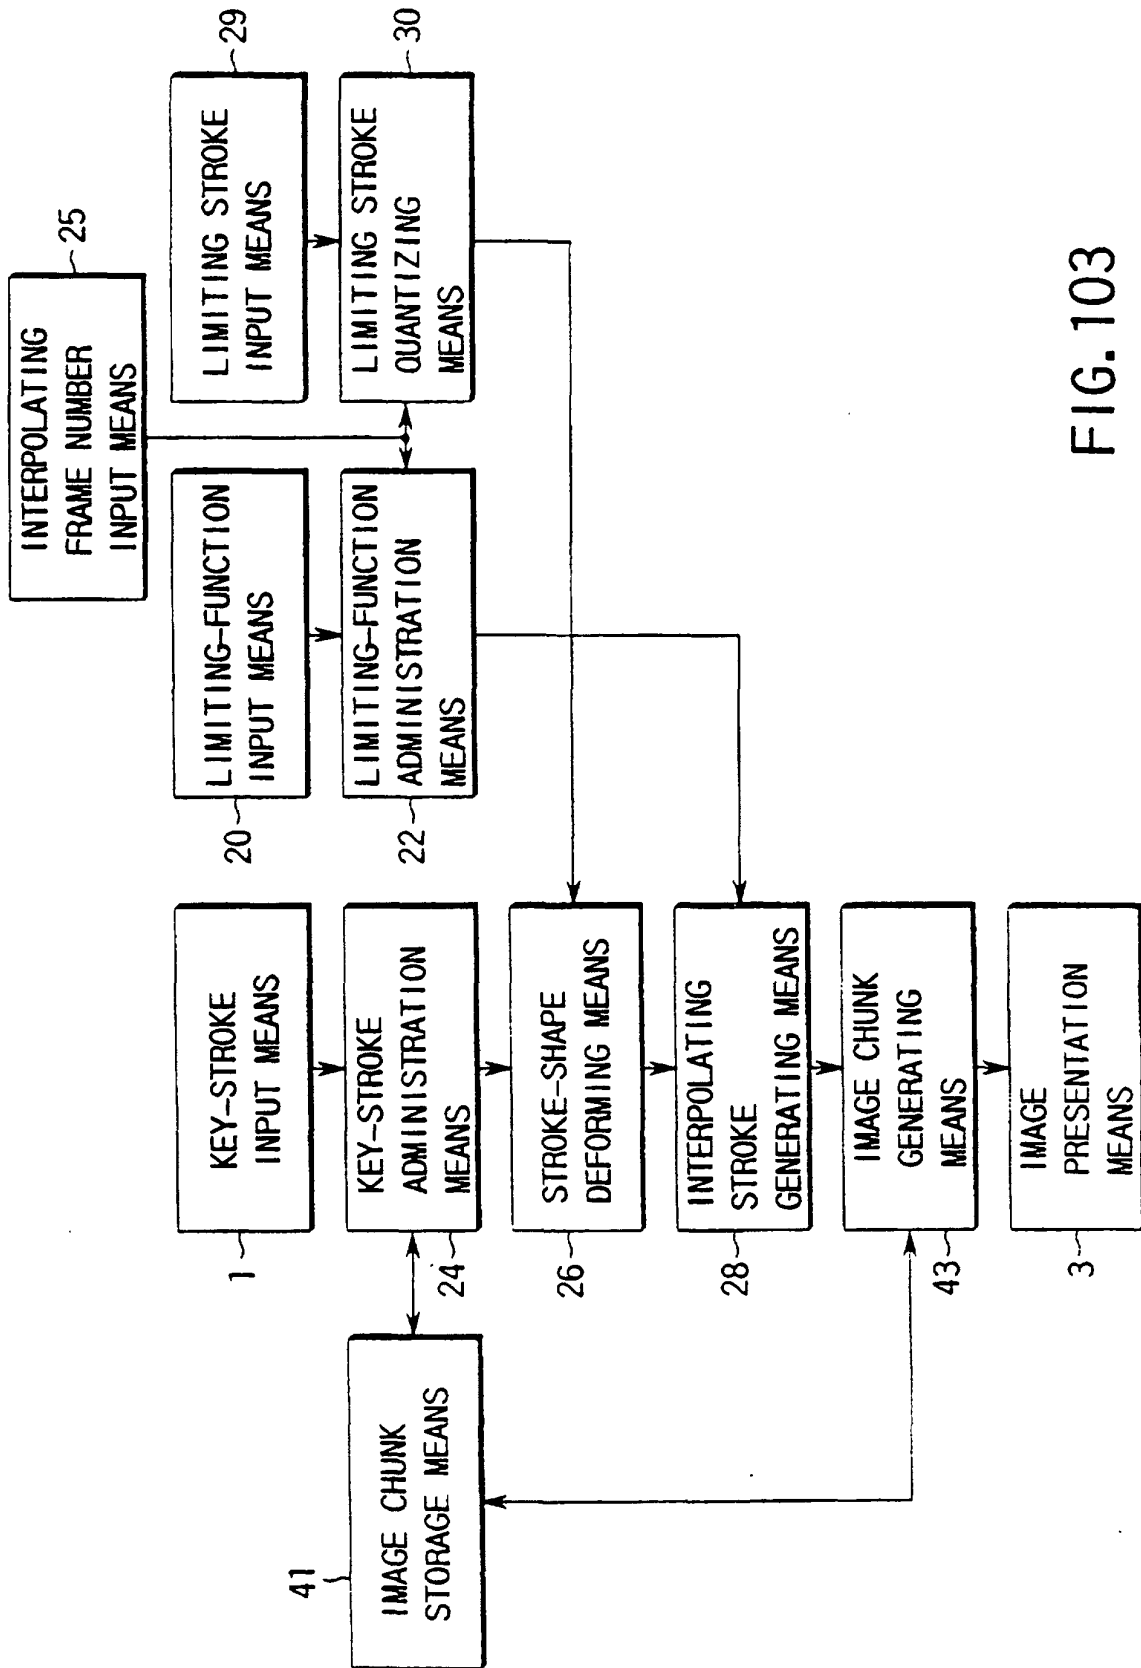 INTERPOLATING
FRAME NUMBER
INPUT MEANS
25
LIMITING-FUNCTION
INPUT MEANS
20
LIMITING STROKE
INPUT MEANS
29
LIMITING-FUNCTION
ADMINISTRATION
MEANS
22
LIMITING STROKE
QUANTIZING
MEANS
30
KEY-STROKE
INPUT MEANS
1
KEY-STROKE
ADMINISTRATION
MEANS
24
IMAGE CHUNK
STORAGE MEANS
41
STROKE-SHAPE
DEFORMING MEANS
26
INTERPOLATING
STROKE
GENERATING MEANS
28
IMAGE CHUNK
GENERATING
MEANS
43
IMAGE
PRESENTATION
MEANS
3
FIG. 103